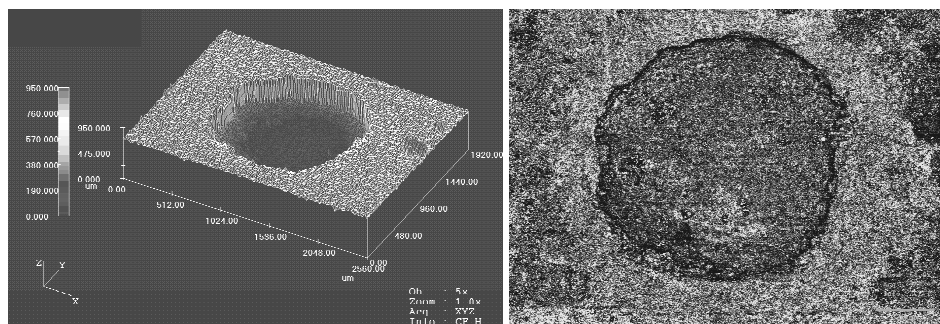 950.000
760.000
570.000
380.000
190.000
0.000
950.000
475.000
0.000
um
0.00
512.00
1024.00
1536.00
2048.00
2560.00
um
0.00
480.00
960.00
1440.00
1920.00
Z
Y
X
Ob : 5x
Zoom : 1.0x
Acq : XYZ
Info : CF H